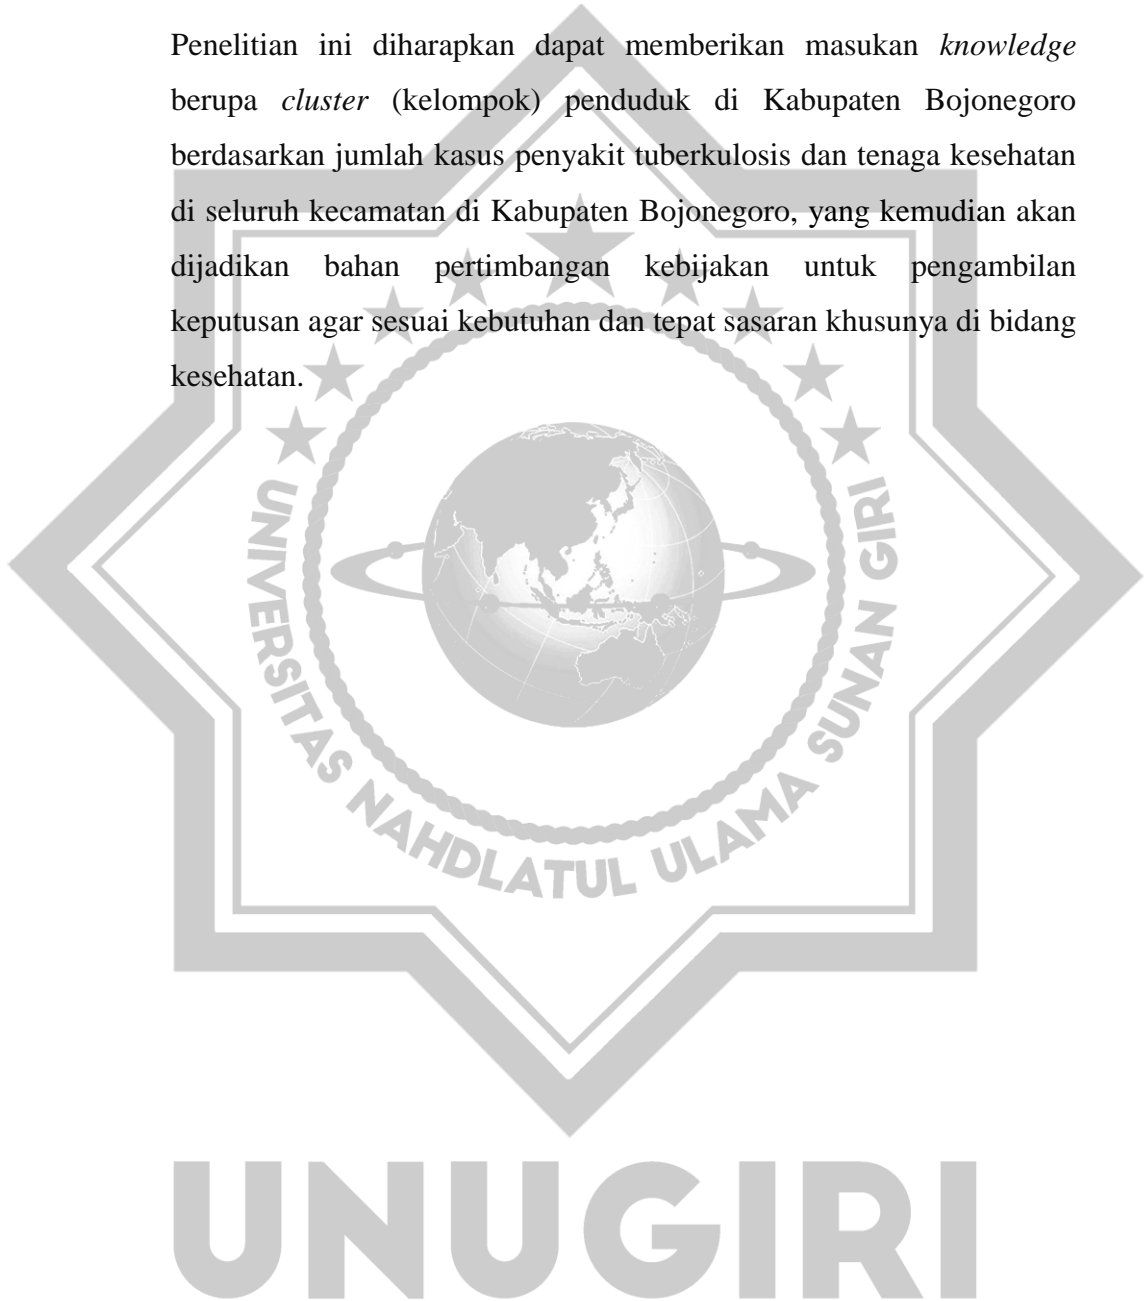 Penelitian ini diharapkan dapat memberikan masukan knowledge
berupa cluster (kelompok) penduduk di Kabupaten Bojonegoro
berdasarkan jumlah kasus penyakit tuberkulosis dan tenaga kesehatan
di seluruh kecamatan di Kabupaten Bojonegoro, yang kemudian akan
dijadikan bahan pertimbangan kebijakan untuk pengambilan
keputusan agar sesuai kebutuhan dan tepat sasaran khusunya di bidang
kesehatan.
UNIVERSITAS NAHDLATUL ULAMA SUNAN GIRI
UNUGIRI